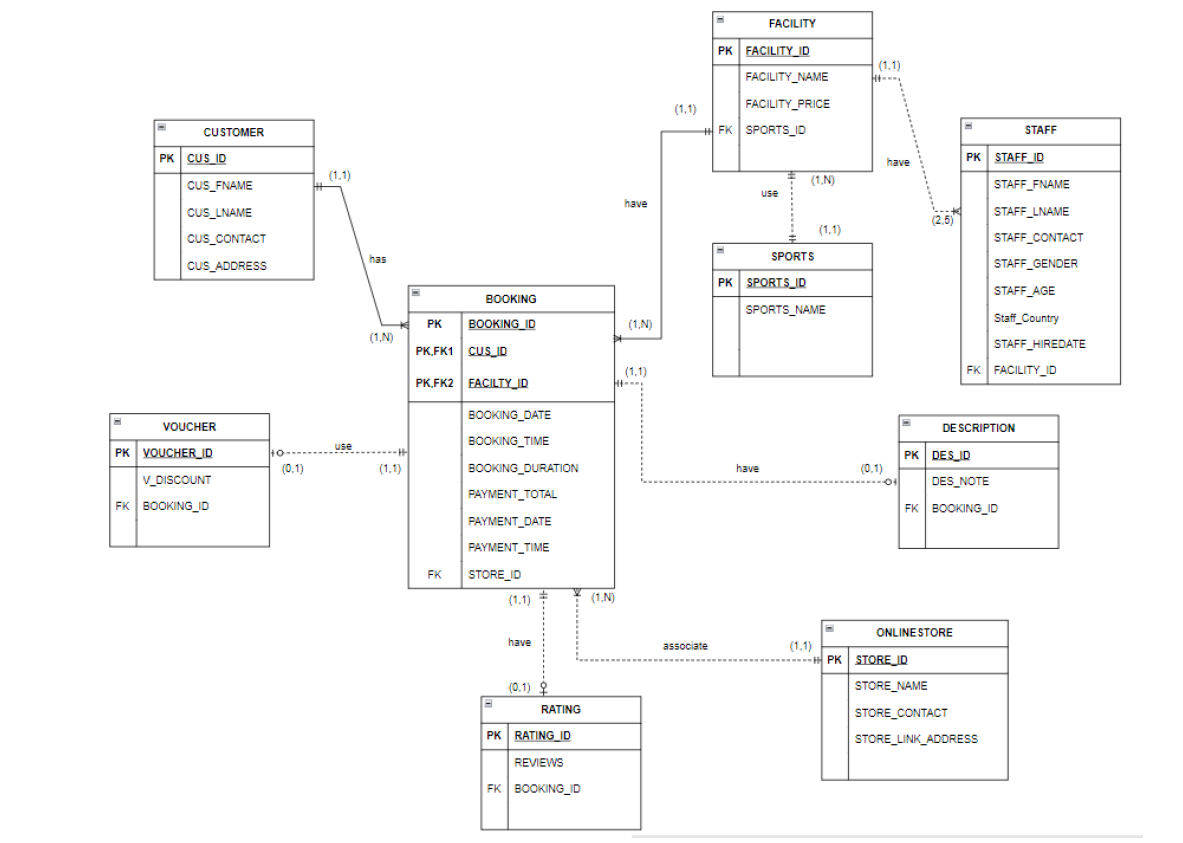 FACILITY
PK FACILITY_ID
FACILITY_NAME
FACILITY_PRICE
FK SPORTS_ID
(1,1)
(1,1)
have
(2,5)
STAFF
PK STAFF_ID
STAFF_FNAME
STAFF_LNAME
STAFF_CONTACT
STAFF_GENDER
STAFF_AGE
Staff_Country
STAFF_HIREDATE
FK FACILITY_ID
CUSTOMER
PK CUS_ID
CUS_FNAME
CUS_LNAME
CUS_CONTACT
CUS_ADDRESS
(1,1)
has
(1,N)
have
(1,N)
(1,N)
use
(1,1)
SPORTS
PK SPORTS_ID
SPORTS_NAME
BOOKING
PK BOOKING_ID
PK,FK1 CUS_ID
PK,FK2 FACILTY_ID
BOOKING_DATE
BOOKING_TIME
BOOKING_DURATION
PAYMENT_TOTAL
PAYMENT_DATE
PAYMENT_TIME
FK STORE_ID
(1,1)
have
(0,1)
VOUCHER
PK VOUCHER_ID
V_DISCOUNT
FK BOOKING_ID
use
(0,1)
(1,1)
DESCRIPTION
PK DES_ID
DES_NOTE
FK BOOKING_ID
(1,1)
(1,N)
have
associate
(1,1)
(0,1)
ONLINESTORE
PK STORE_ID
STORE_NAME
STORE_CONTACT
STORE_LINK_ADDRESS
RATING
PK RATING_ID
REVIEWS
FK BOOKING_ID